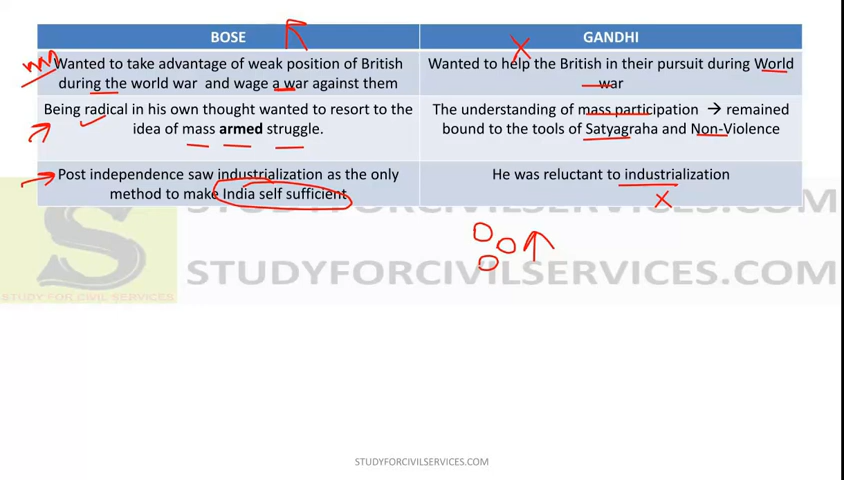 BOSE
GANDHI
Wanted to take advantage of weak position of British
during the world war and wage a war against them
Wanted to help the British in their pursuit during World
war
Being radical in his own thought wanted to resort to the
idea of mass armed struggle.
The understanding of mass participation → remained
bound to the tools of Satyagraha and Non-Violence
Post independence saw industrialization as the only
method to make India self sufficient
He was reluctant to industrialization
STUDYFORCIVILSERVICES.COM
S
STUDY FOR CIVIL SERVICES
STUDYFORCIVILSERVICES.COM
STUDYFORCIVILSERVICES.COM